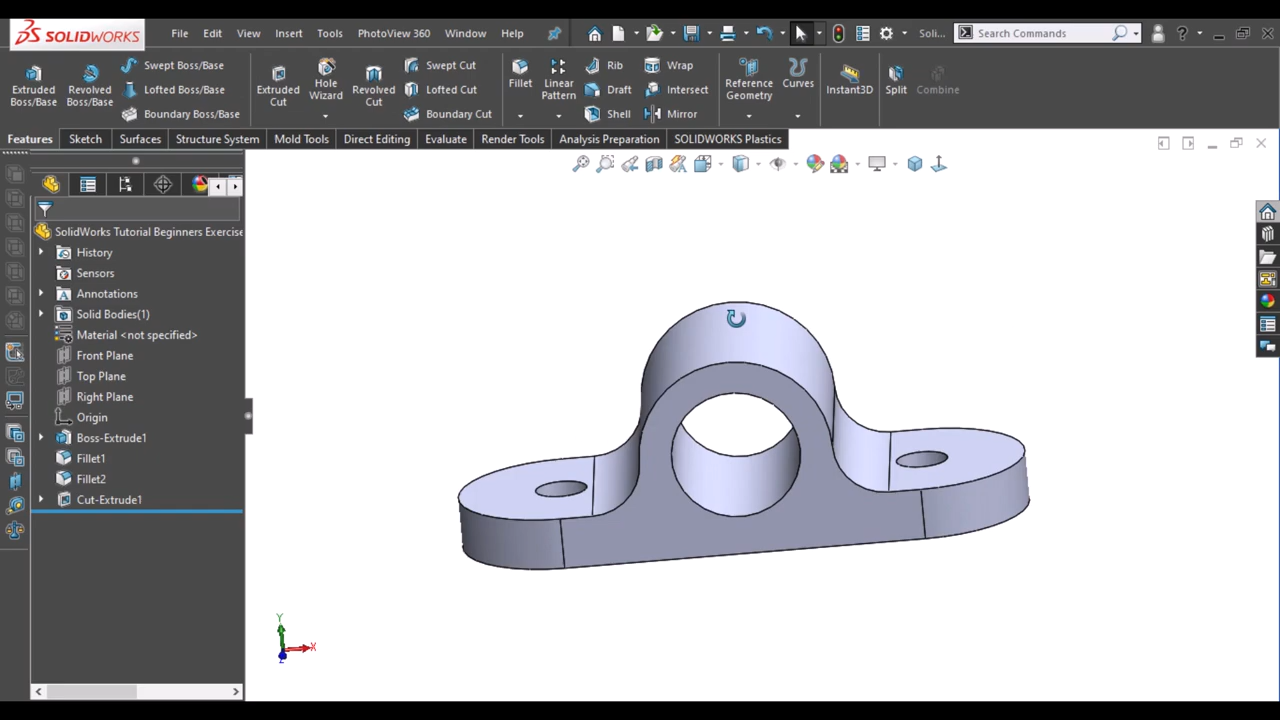 SOLIDWORKS File Edit View Insert Tools PhotoView 360 Window Help Soli... Search Commands ?
Extruded Boss/Base
Revolved Boss/Base
Swept Boss/Base
Lofted Boss/Base
Boundary Boss/Base
Extruded Cut
Hole Wizard
Revolved Cut
Swept Cut
Lofted Cut
Boundary Cut
Fillet
Linear Pattern
Rib
Draft
Shell
Wrap
Intersect
Mirror
Reference Geometry
Curves
Instant3D
Split
Combine
Features Sketch Surfaces Structure System Mold Tools Direct Editing Evaluate Render Tools Analysis Preparation SOLIDWORKS Plastics
SolidWorks Tutorial Beginners Exercise
History
Sensors
A Annotations
Solid Bodies(1)
Material <not specified>
Front Plane
Top Plane
Right Plane
Origin
Boss-Extrude1
Fillet1
Fillet2
Cut-Extrude1
Y
X
Z